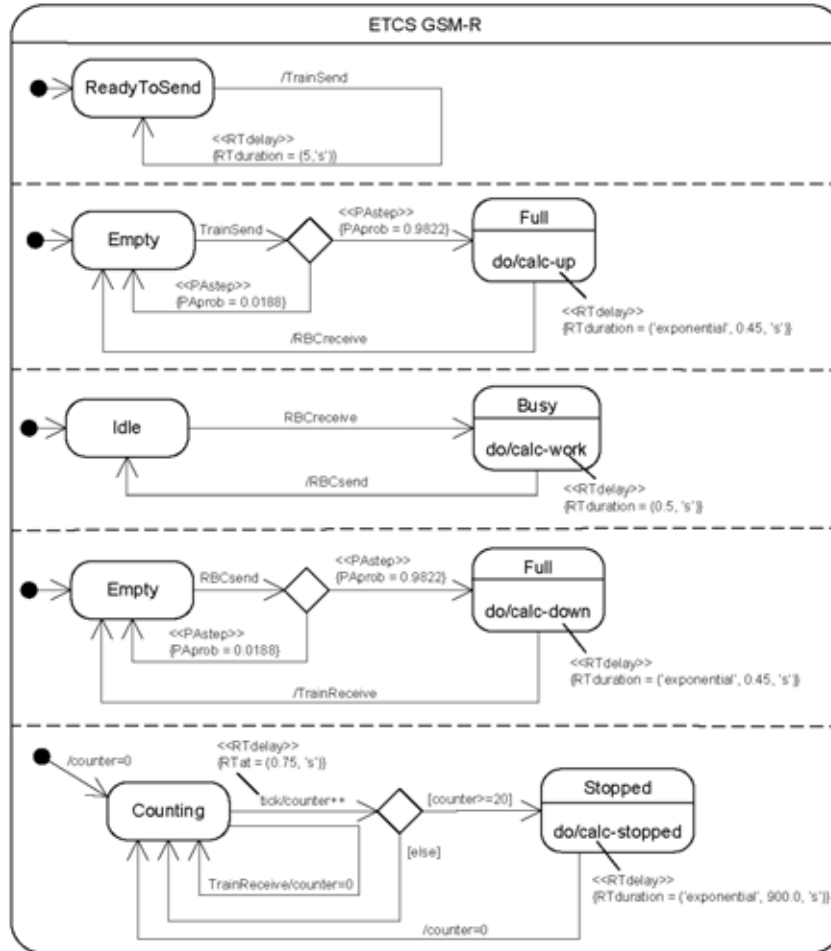 ETCS GSM-R
/TrainSend
ReadyToSend
<<RTdelay>>
{RTduration = (5,'s')}
<<PAstep>>
{PAprob = 0.9822}
Full
Empty
TrainSend
do/calc-up
<<PAstep>>
{PAprob = 0.0188}
<<RTdelay>>
{RTduration = ('exponential', 0.45, 's')}
/RBCreceive
Idle
RBCreceive
Busy
do/calc-work
/RBCsend
<<RTdelay>>
{RTduration = (0.5, 's')}
<<PAstep>>
{PAprob = 0.9822}
Full
Empty
RBCsend
do/calc-down
<<PAstep>>
{PAprob = 0.0188}
<<RTdelay>>
{RTduration = ('exponential', 0.45, 's')}
/TrainReceive
/counter=0
<<RTdelay>>
{RTat = (0.75, 's')}
Counting
tick/counter++
[counter>=20]
Stopped
do/calc-stopped
[else]
TrainReceive/counter=0
<<RTdelay>>
{RTduration = ('exponential', 900.0, 's')}
/counter=0